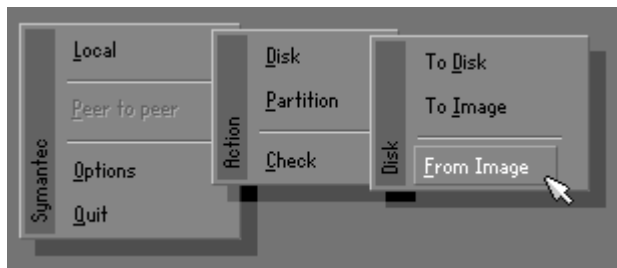 Symantec
Local
Peer to peer
Options
Quit
Action
Disk
Partition
Check
Disk
To Disk
To Image
From Image